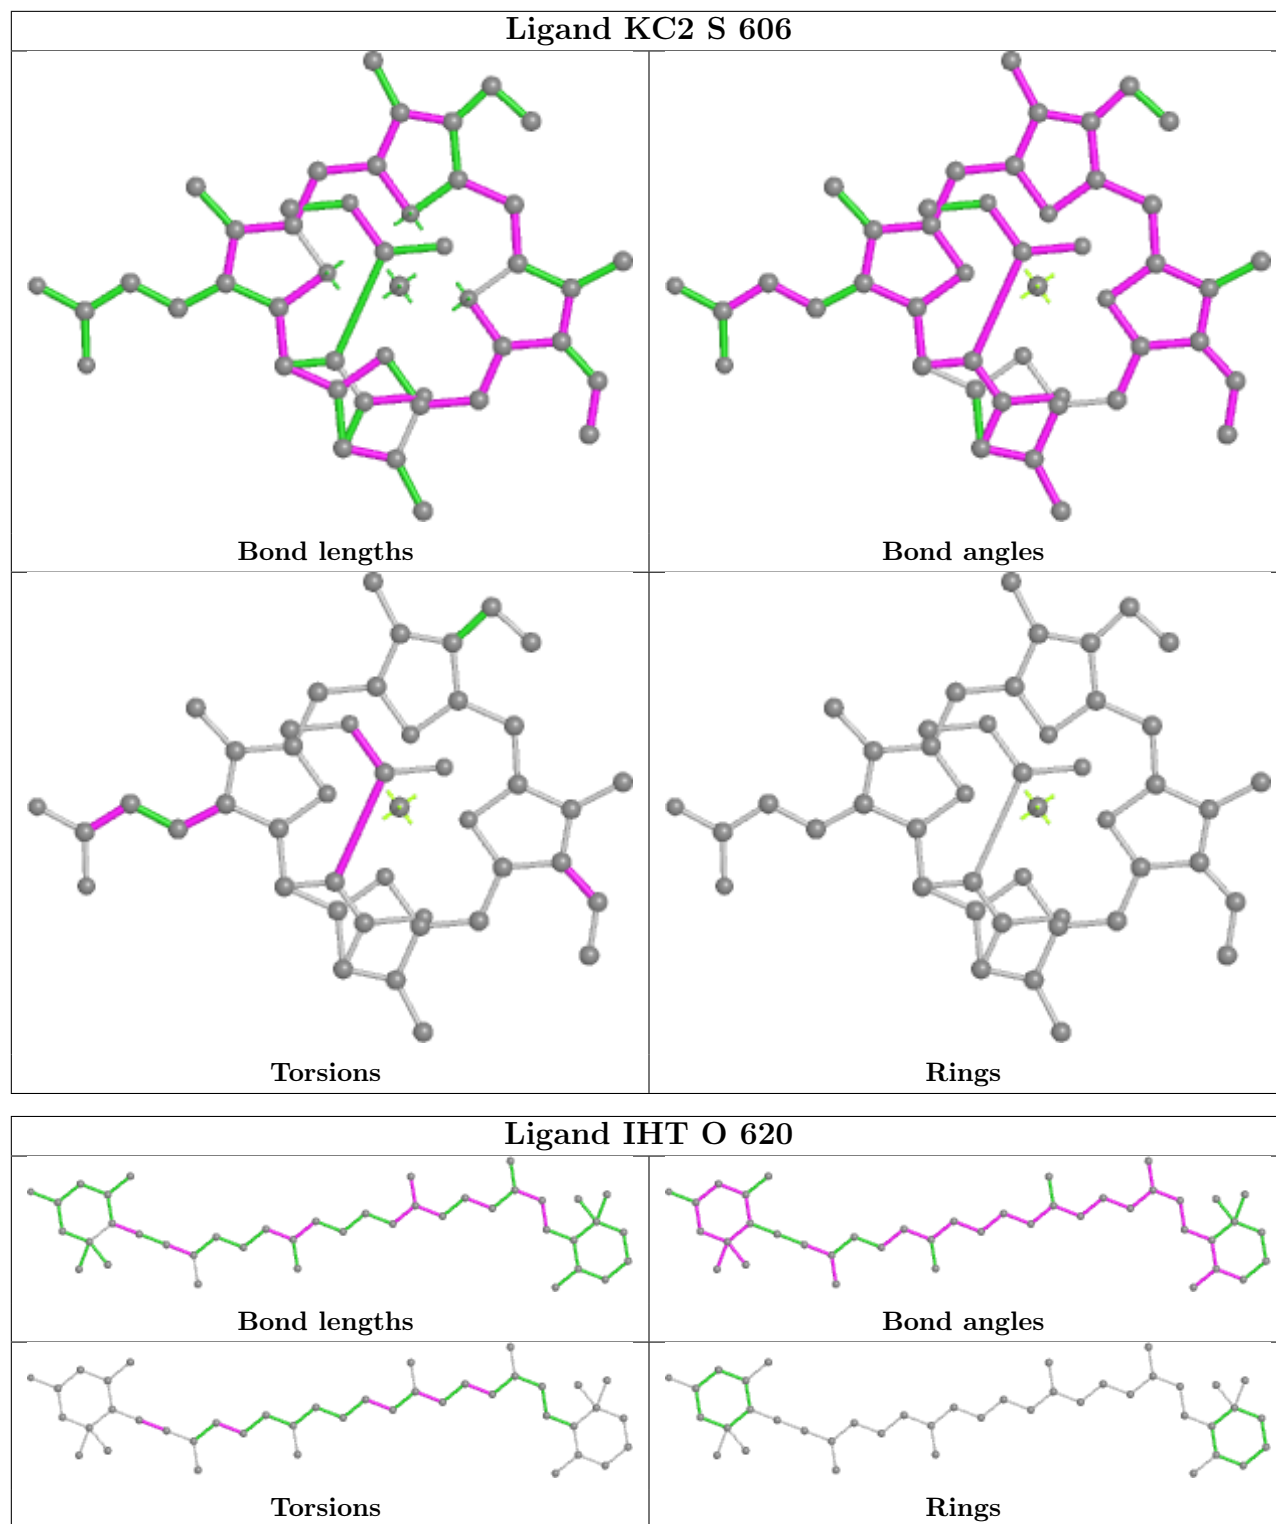 Ligand KC2 S 606
Bond lengths
Bond angles
Torsions
Rings
Ligand IHT O 620
Bond lengths
Bond angles
Torsions
Rings